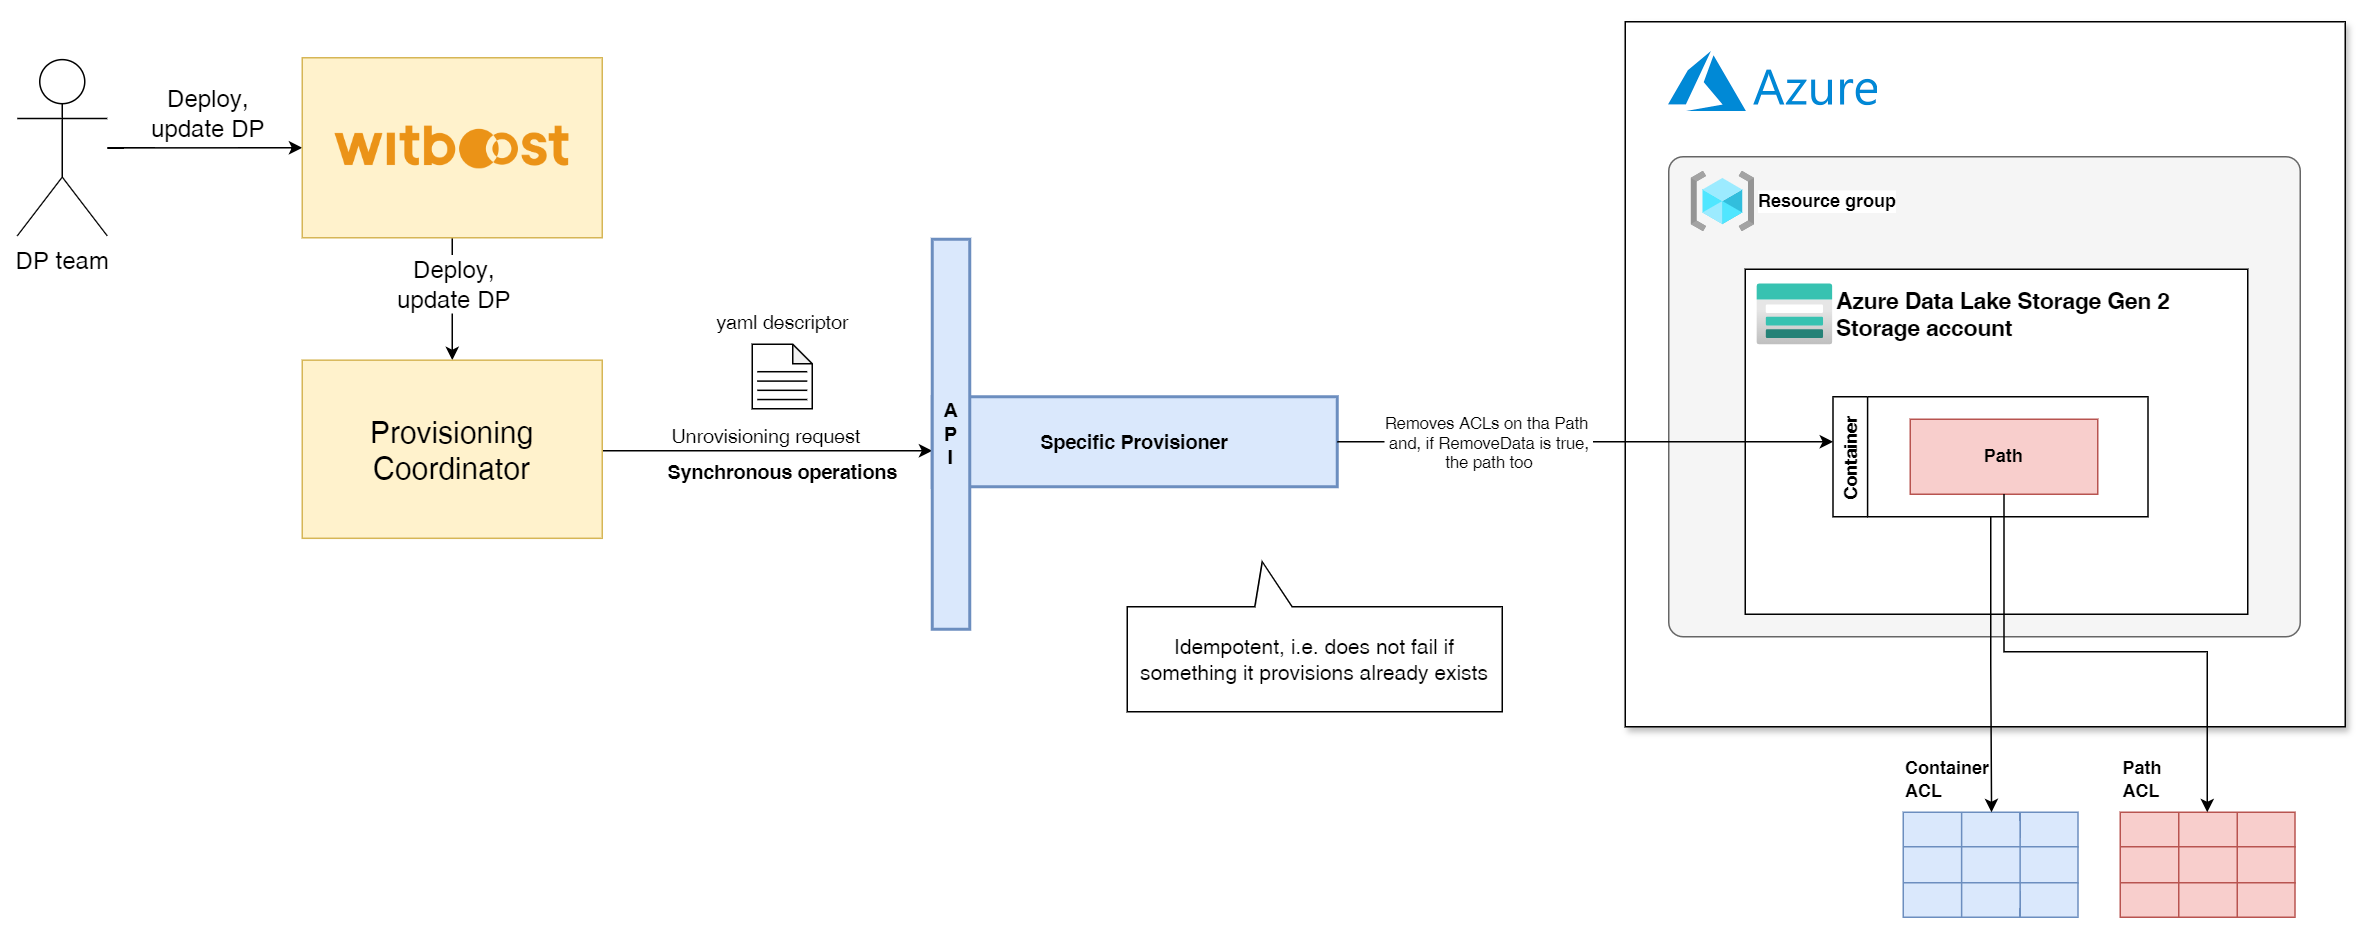 Deploy,
update DP
DP team
witboost
Deploy,
update DP
Provisioning
Coordinator
yaml descriptor
Unrovisioning request
Synchronous operations
A
P
I
Specific Provisioner
Idempotent, i.e. does not fail if
something it provisions already exists
Removes ACLs on tha Path
and, if RemoveData is true,
the path too
Azure
Resource group
Azure Data Lake Storage Gen 2
Storage account
Container
Path
Container
ACL
Path
ACL